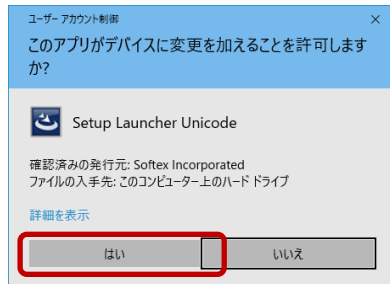 ユーザー アカウント制御
このアプリがデバイスに変更を加えることを許可します
か?
Setup Launcher Unicode
確認済みの発行元: Softex Incorporated
ファイルの入手先: このコンピューター上のハード ドライブ
詳細を表示
はい
いいえ